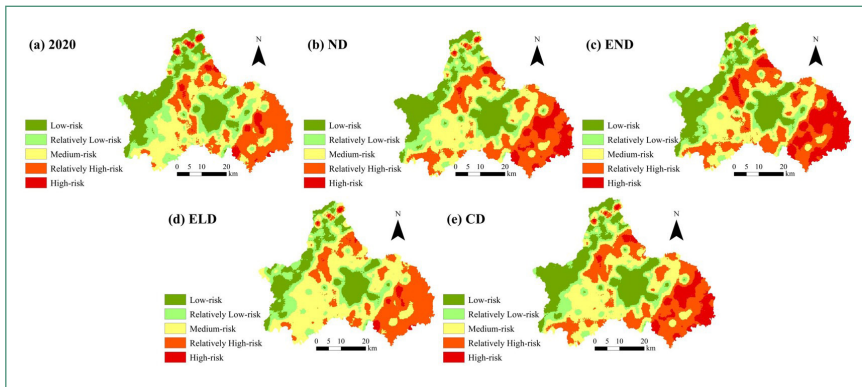 (a) 2020
N
Low-risk
Relatively Low-risk
Medium-risk
Relatively High-risk
High-risk
0 5 10 20
km
(b) ND
N
Low-risk
Relatively Low-risk
Medium-risk
Relatively High-risk
High-risk
0 5 10 20
km
(c) END
N
Low-risk
Relatively Low-risk
Medium-risk
Relatively High-risk
High-risk
0 5 10 20
km
(d) ELD
N
Low-risk
Relatively Low-risk
Medium-risk
Relatively High-risk
High-risk
0 5 10 20
km
(e) CD
N
Low-risk
Relatively Low-risk
Medium-risk
Relatively High-risk
High-risk
0 5 10 20
km